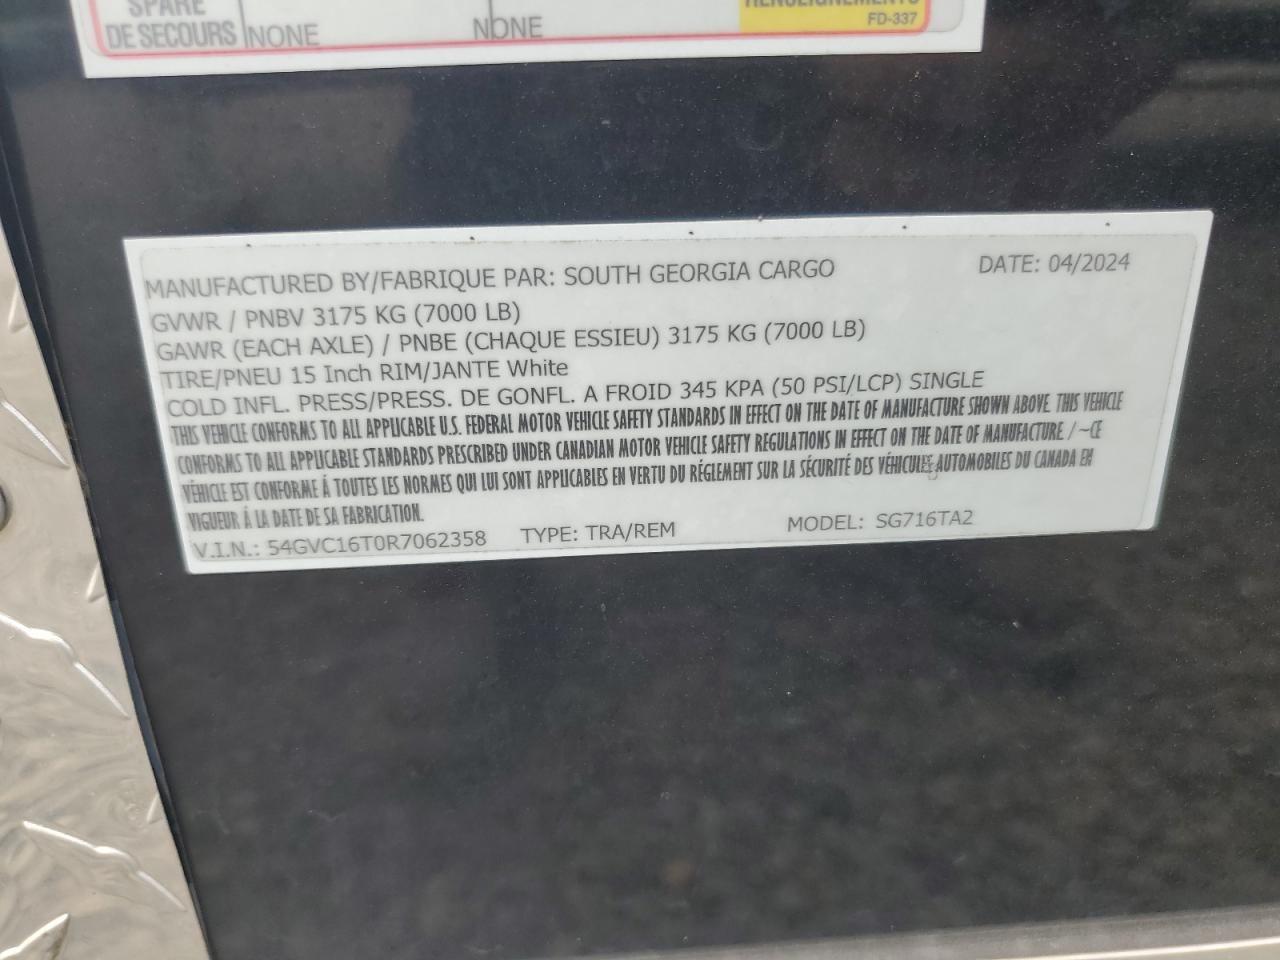 SPARE
DE SECOURS NONE NONE
RENSEIGNEMENTS
FD-337
MANUFACTURED BY/FABRIQUE PAR: SOUTH GEORGIA CARGO DATE: 04/2024
GVWR / PNBV 3175 KG (7000 LB)
GAWR (EACH AXLE) / PNBE (CHAQUE ESSIEU) 3175 KG (7000 LB)
TIRE/PNEU 15 Inch RIM/JANTE White
COLD INFL. PRESS/PRESS. DE GONFL. A FROID 345 KPA (50 PSI/LCP) SINGLE
THIS VEHICLE CONFORMS TO ALL APPLICABLE U.S. FEDERAL MOTOR VEHICLE SAFETY STANDARDS IN EFFECT ON THE DATE OF MANUFACTURE SHOWN ABOVE. THIS VEHICLE
CONFORMS TO ALL APPLICABLE STANDARDS PRESCRIBED UNDER CANADIAN MOTOR VEHICLE SAFETY REGULATIONS IN EFFECT ON THE DATE OF MANUFACTURE / ~CE
VÉHICLE EST CONFORME À TOUTES LES NORMES QUI LUI SONT APPLICABLES EN VERTU DU RÉGLEMENT SUR LA SÉCURITÉ DES VÉHICULES AUTOMOBILES DU CANADA EN
VIGUEUR À LA DATE DE SA FABRICATION.
V.I.N.: 54GVC16T0R7062358 TYPE: TRA/REM MODEL: SG716TA2